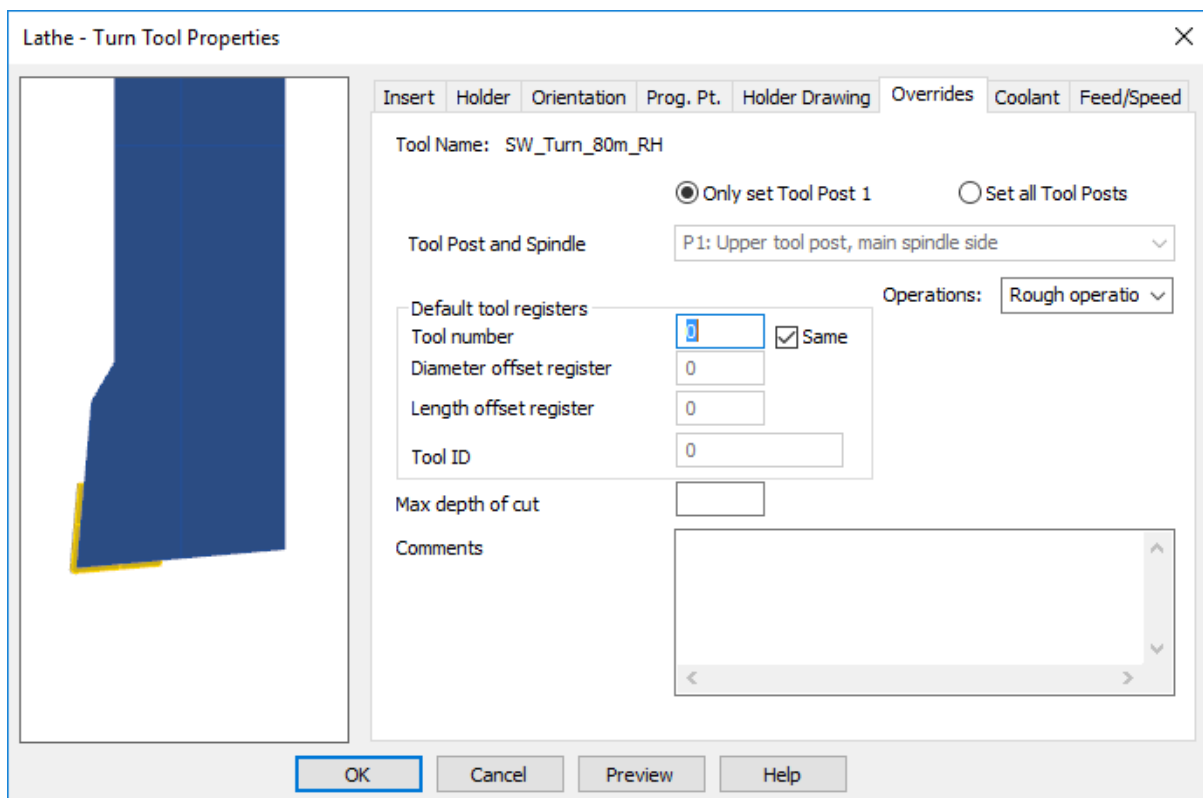 Lathe - Turn Tool Properties
Insert Holder Orientation Prog. Pt. Holder Drawing Overrides Coolant Feed/Speed
Tool Name: SW_Turn_80m_RH
Only set Tool Post 1 Set all Tool Posts
Tool Post and Spindle P1: Upper tool post, main spindle side
Operations: Rough operatio
Default tool registers
Tool number 0 Same
Diameter offset register 0
Length offset register 0
Tool ID 0
Max depth of cut
Comments
OK Cancel Preview Help